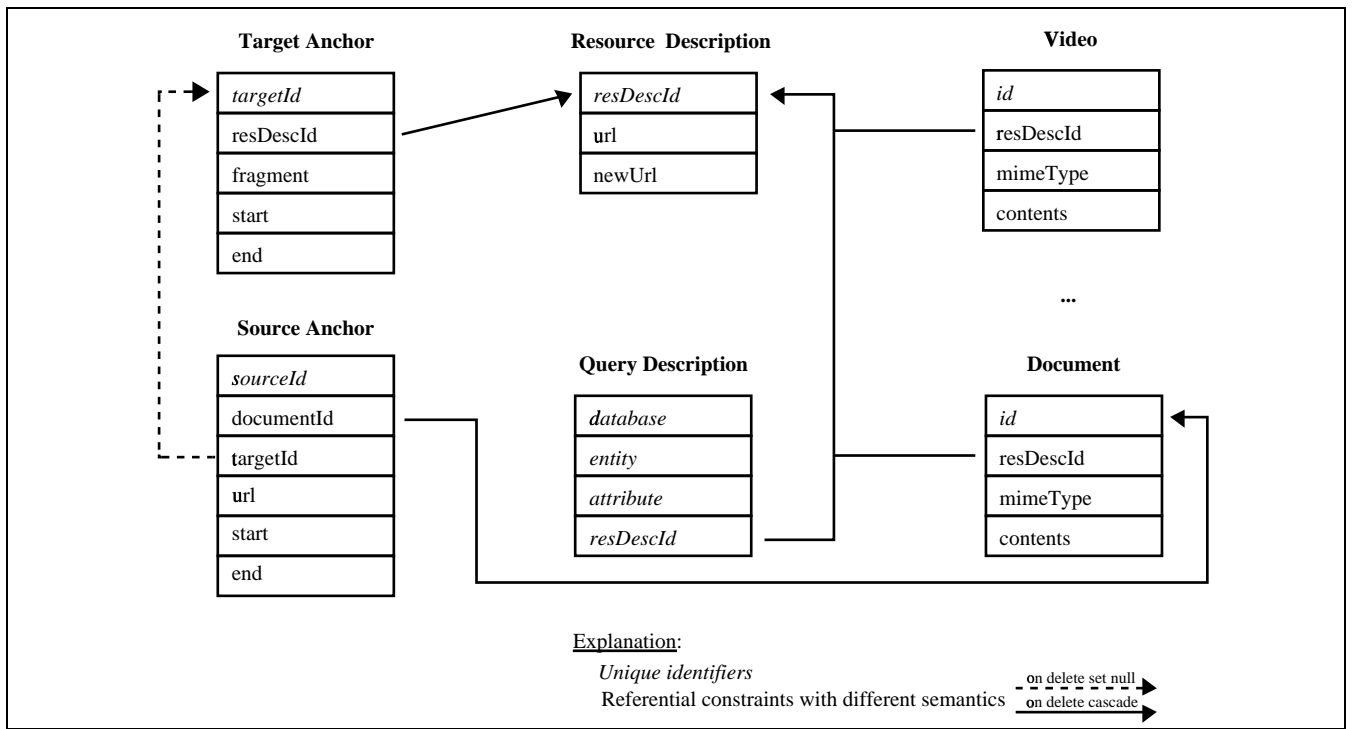 Target Anchor
targetId
resDescId
fragment
start
end
Resource Description
resDescId
url
newUrl
Video
id
resDescId
mimeType
contents
...
Source Anchor
sourceId
documentId
targetId
url
start
end
Query Description
database
entity
attribute
resDescId
Document
id
resDescId
mimeType
contents
Explanation:
Unique identifiers
Referential constraints with different semantics
on delete set null
on delete cascade